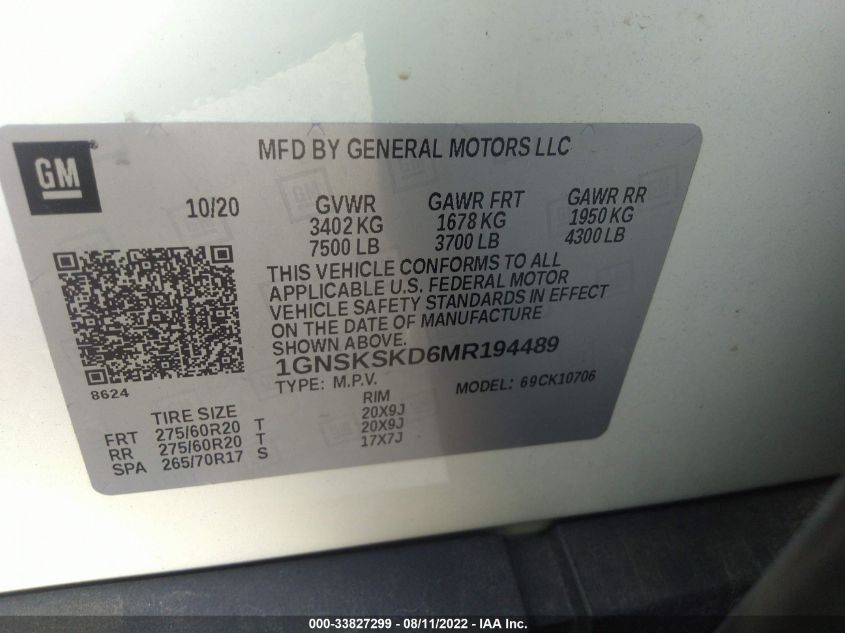 MFD BY GENERAL MOTORS LLC
GM
10/20 GVWR GAWR FRT GAWR RR
3402 KG 1678 KG 1950 KG
7500 LB 3700 LB 4300 LB
THIS VEHICLE CONFORMS TO ALL
APPLICABLE U.S. FEDERAL MOTOR
VEHICLE SAFETY STANDARDS IN EFFECT
ON THE DATE OF MANUFACTURE
SHOWN ABOVE.
1GNSKSKD6MR194489
TYPE: M.P.V. MODEL: 69CK10706
8624
TIRE SIZE RIM
FRT 275/60R20 T 20X9J
RR 275/60R20 T 20X9J
SPA 265/70R17 S 17X7J
000-33827299 - 08/11/2022 - IAA Inc.